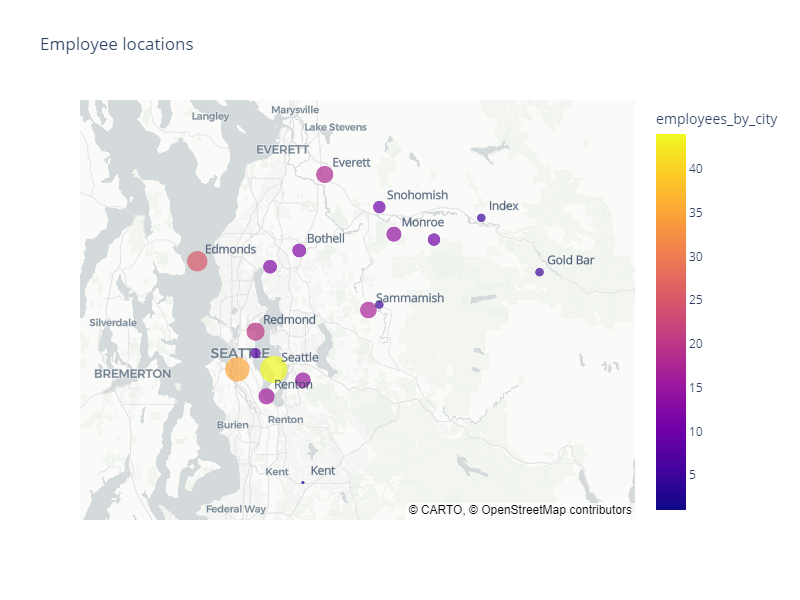 Employee locations
Langley
Marysville
Lake Stevens
EVERETT
Everett
Snohomish
Index
Monroe
Bothell
Edmonds
Gold Bar
Sammamish
Silverdale
Redmond
SEATTLE
Seattle
BREMERTON
Renton
Renton
Burien
Kent
Kent
Federal Way
© CARTO, © OpenStreetMap contributors
employees_by_city
40
35
30
25
20
15
10
5